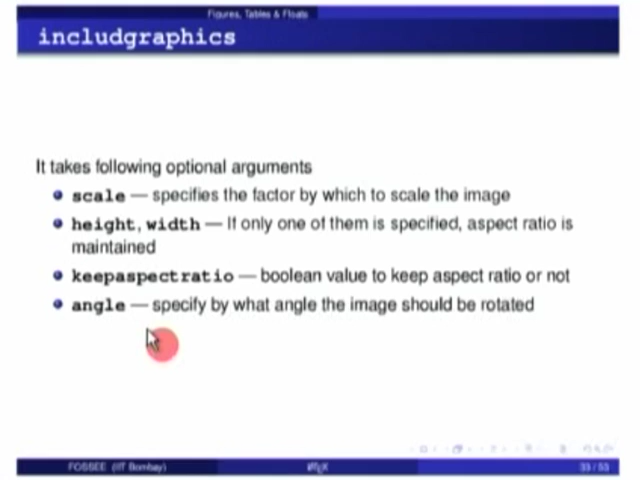 Figures, Tables & Floats
includgraphics
It takes following optional arguments
scale — specifies the factor by which to scale the image
height, width — If only one of them is specified, aspect ratio is
maintained
keepaspectratio — boolean value to keep aspect ratio or not
angle — specify by what angle the image should be rotated
FOSSEE (IIT Bombay)
LATEX
33 / 53